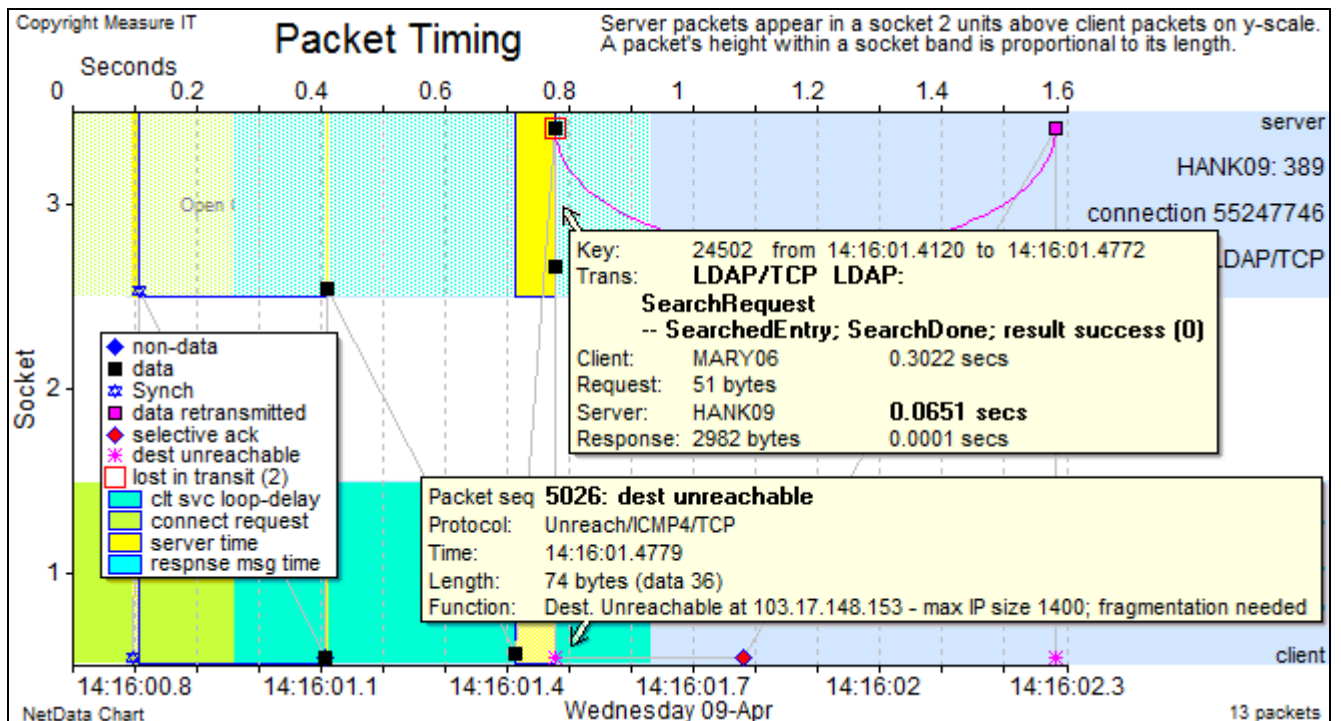 Copyright Measure IT
Packet Timing
Server packets appear in a socket 2 units above client packets on y-scale.
A packet's height within a socket band is proportional to its length.
Seconds
0 0.2 0.4 0.6 0.8 1 1.2 1.4 1.6
server
HANK09: 389
connection 55247746
LDAP/TCP
Open
Socket
3
2
1
Key: 24502 from 14:16:01.4120 to 14:16:01.4772
Trans: LDAP/TCP LDAP:
SearchRequest
-- SearchedEntry; SearchDone; result success (0)
Client: MARY06 0.3022 secs
Request: 51 bytes
Server: HANK09 0.0651 secs
Response: 2982 bytes 0.0001 secs
non-data
data
Synch
data retransmitted
selective ack
dest unreachable
lost in transit (2)
clt svc loop-delay
connect request
server time
respnse msg time
Packet seq 5026: dest unreachable
Protocol: Unreach/ICMP4/TCP
Time: 14:16:01.4779
Length: 74 bytes (data 36)
Function: Dest. Unreachable at 103.17.148.153 - max IP size 1400; fragmentation needed
client
14:16:00.8 14:16:01.1 14:16:01.4 14:16:01.7 14:16:02 14:16:02.3
NetData Chart
Wednesday 09-Apr
13 packets